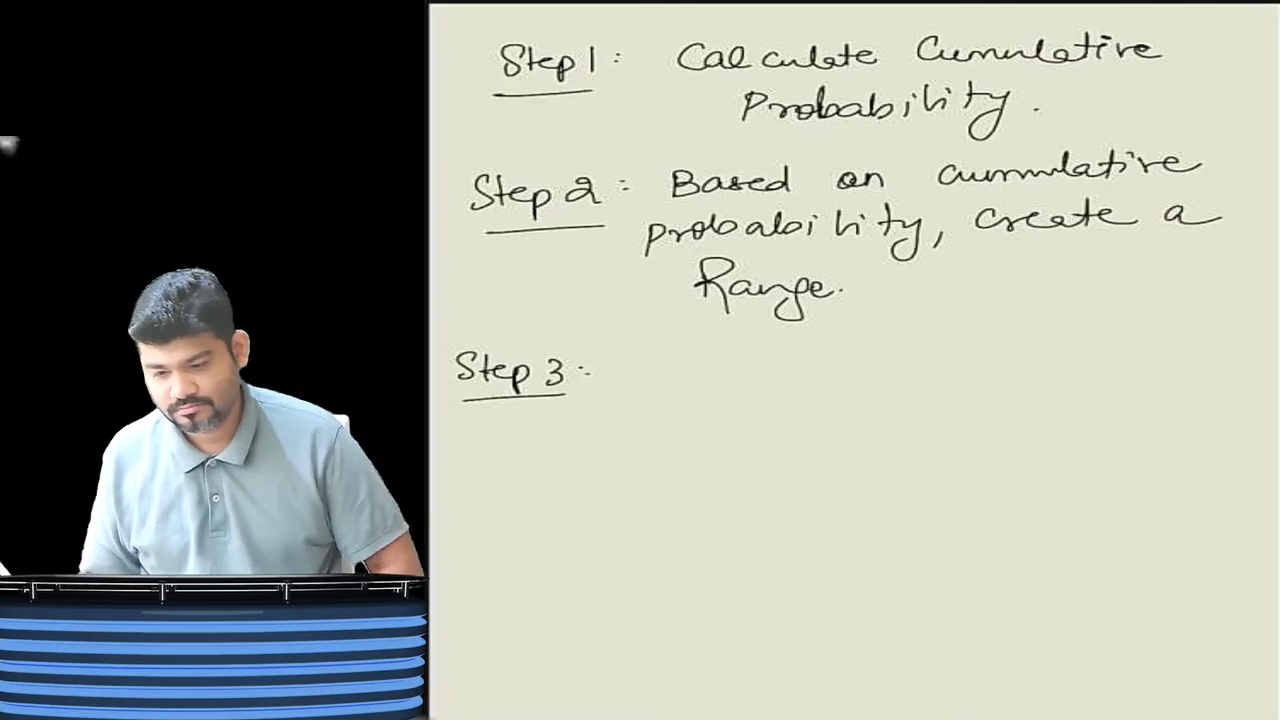 Step 1 : Calculate Cumulative
Probability.
Step 2 : Based on cummulative
probability, create a
Range.
Step 3 :-